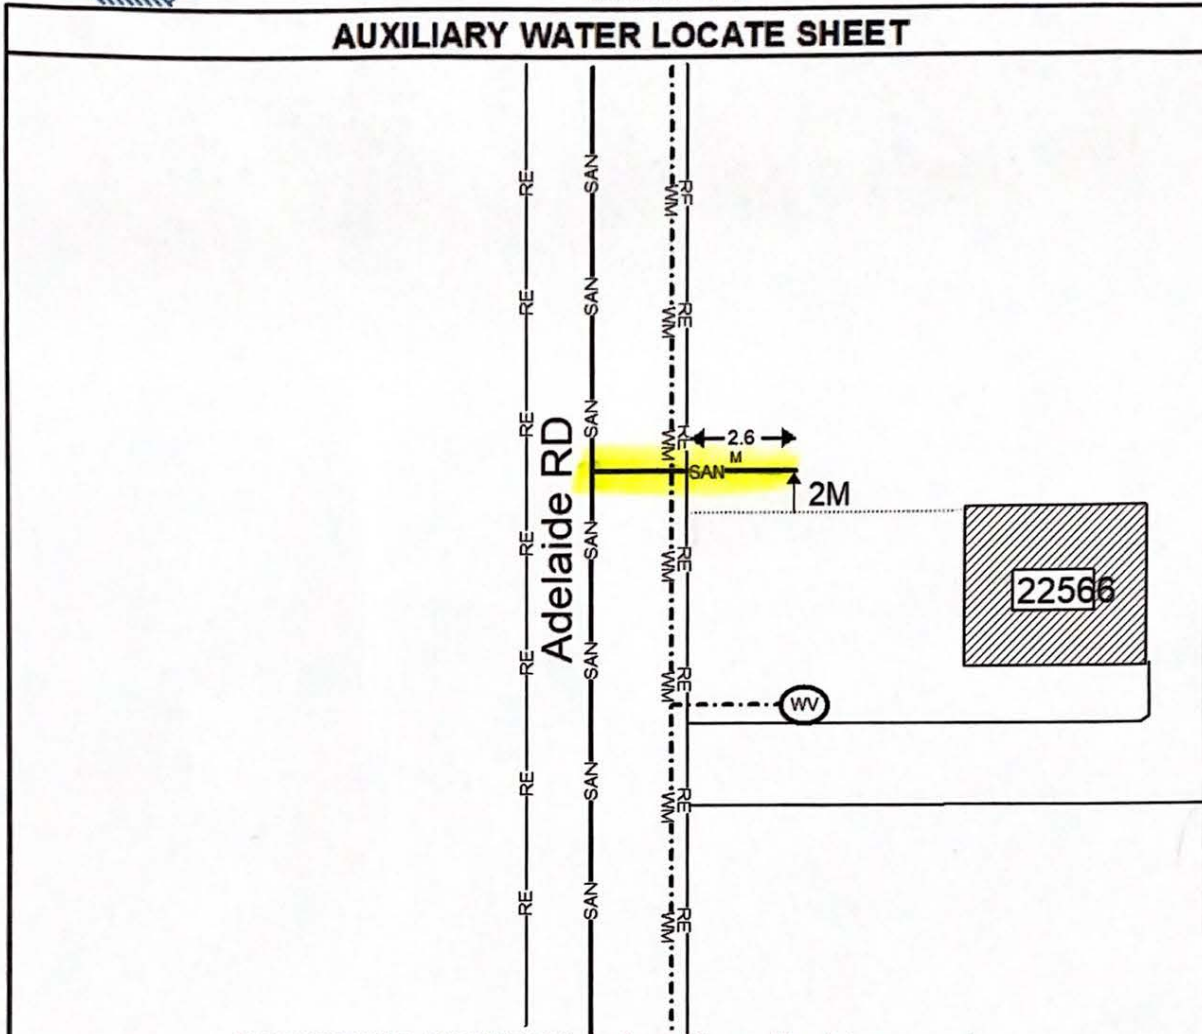 AUXILIARY WATER LOCATE SHEET
RE SAN WM RE
RE SAN WM RE
RE SAN WM RE
2.6
M
SAN
2M
Adelaide RD
RE SAN WM RE
22566
RE SAN WM RE
WV
RE SAN WM RE
RE SAN WM RE